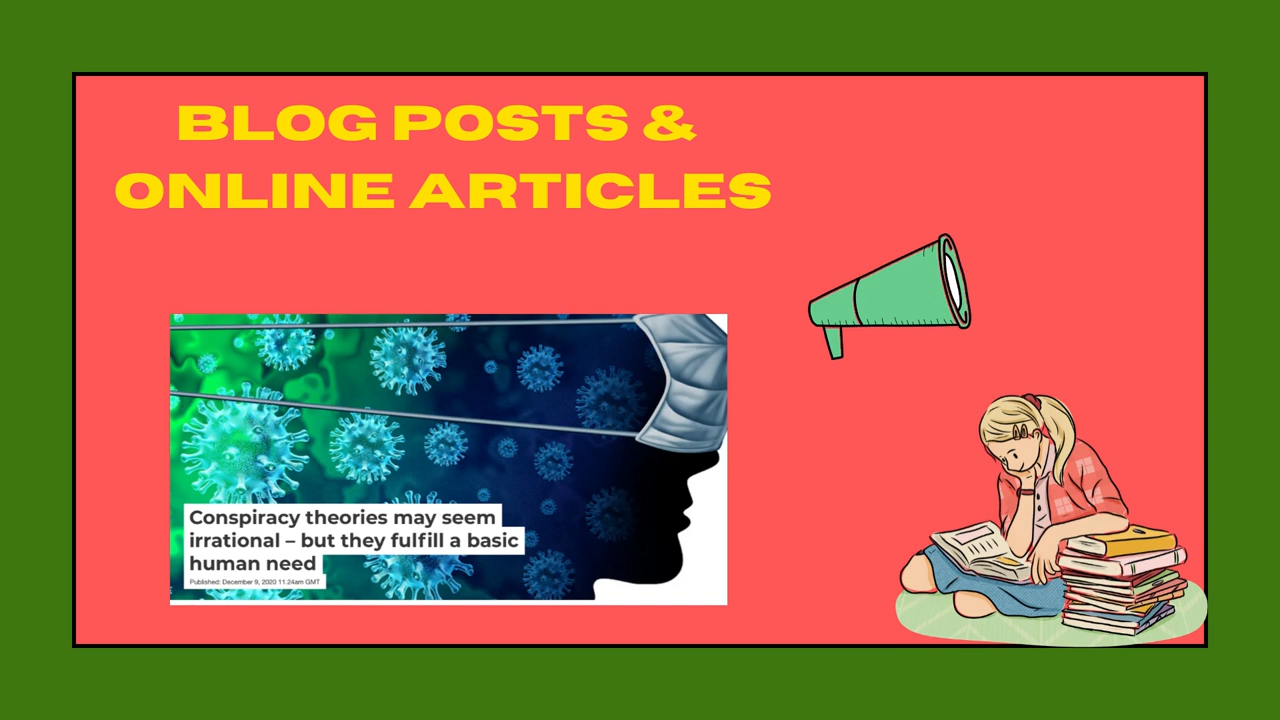 BLOG POSTS &
ONLINE ARTICLES
Conspiracy theories may seem
irrational – but they fulfill a basic
human need
Published: December 9, 2020 11.24am GMT